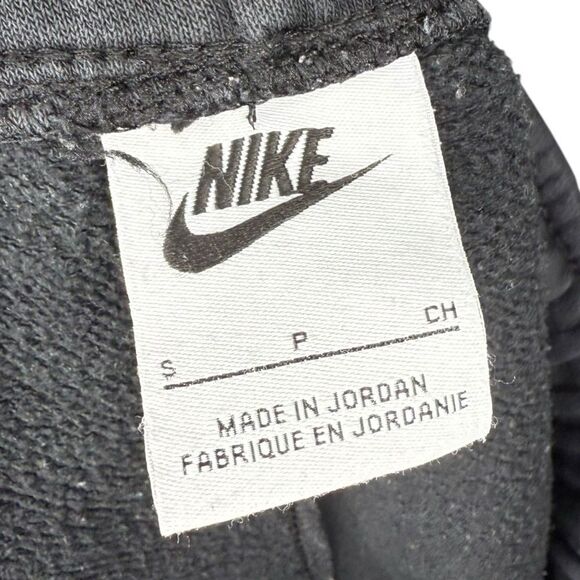 NIKE
S P CH
MADE IN JORDAN
FABRIQUE EN JORDANIE